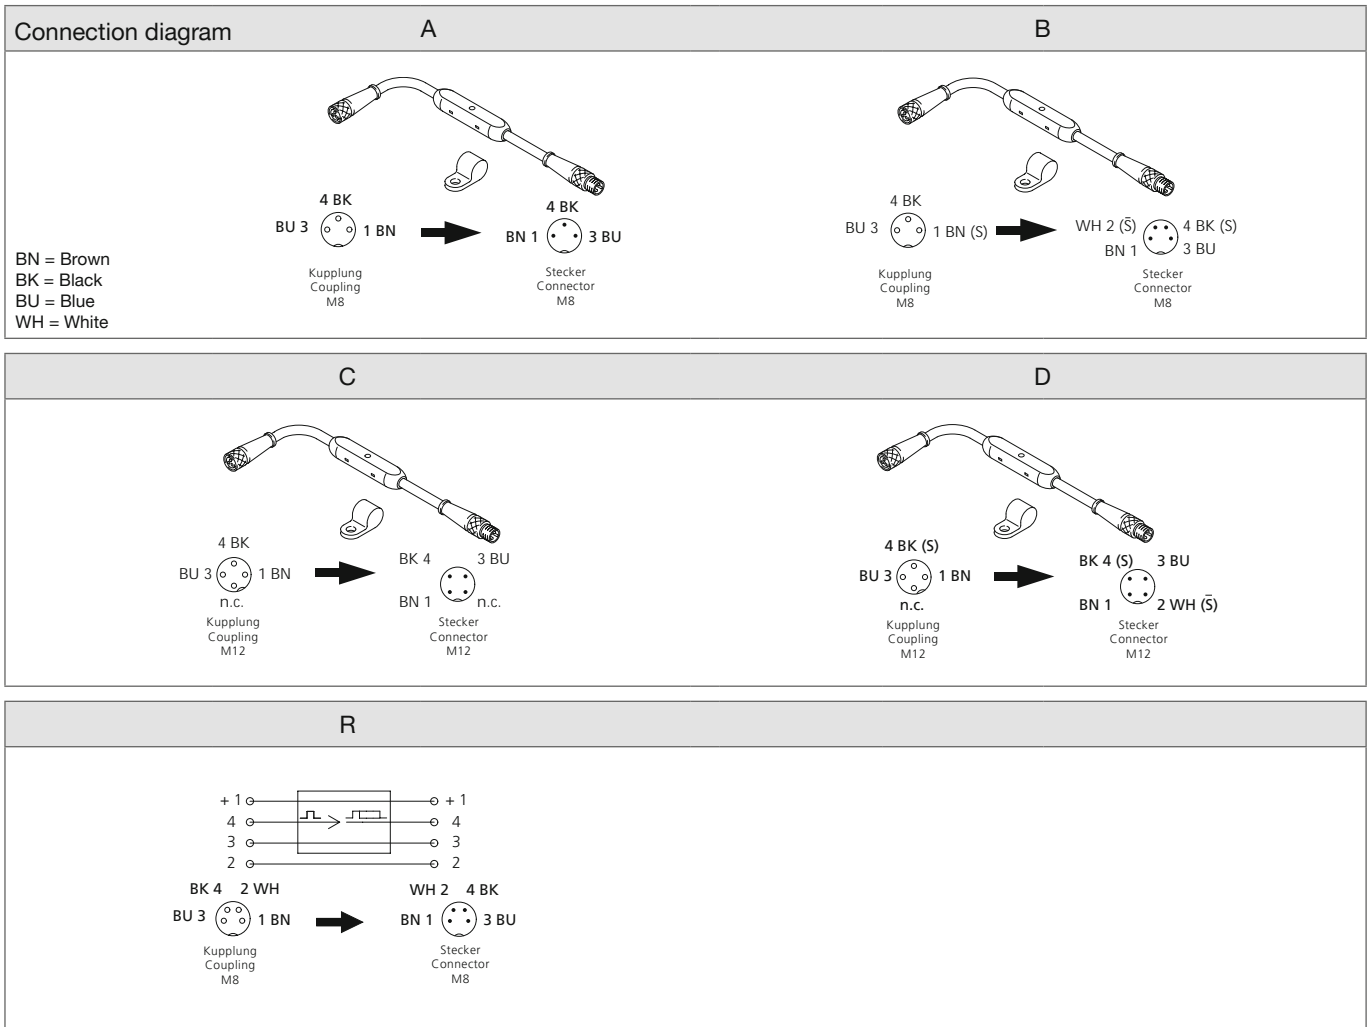 Connection diagram A B
4 BK
BU 3 1 BN
4 BK
BN 1 3 BU
Kupplung
Coupling
M8
Stecker
Connector
M8
BN = Brown
BK = Black
BU = Blue
WH = White
4 BK
BU 3 1 BN (S)
WH 2 (S̄) 4 BK (S)
BN 1 3 BU
Kupplung
Coupling
M8
Stecker
Connector
M8
C D
4 BK
BU 3 1 BN
n.c.
Kupplung
Coupling
M12
BK 4 3 BU
BN 1 n.c.
Stecker
Connector
M12
4 BK (S)
BU 3 1 BN
n.c.
Kupplung
Coupling
M12
BK 4 (S) 3 BU
BN 1 2 WH (S̄)
Stecker
Connector
M12
R
+ 1 + 1
4 4
3 3
2 2
BK 4 2 WH
BU 3 1 BN
Kupplung
Coupling
M8
WH 2 4 BK
BN 1 3 BU
Stecker
Connector
M8